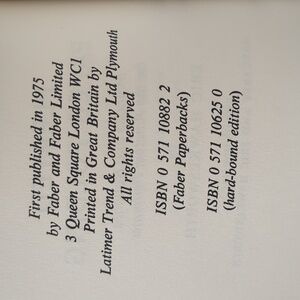 First published in 1975
by Faber and Faber Limited
3 Queen Square London WC1
Printed in Great Britain by
Latimer Trend & Company Ltd Plymouth
All rights reserved
ISBN 0 571 10882 2
(Faber Paperbacks)
ISBN 0 571 10625 0
(hard-bound edition)